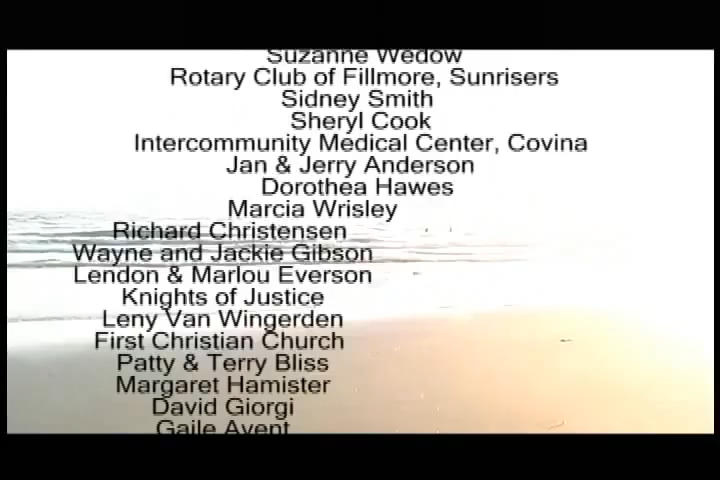 Suzanne Wedow
Rotary Club of Fillmore, Sunrisers
Sidney Smith
Sheryl Cook
Intercommunity Medical Center, Covina
Jan & Jerry Anderson
Dorothea Hawes
Marcia Wrisley
Richard Christensen
Wayne and Jackie Gibson
Lendon & Marlou Everson
Knights of Justice
Leny Van Wingerden
First Christian Church
Patty & Terry Bliss
Margaret Hamister
David Giorgi
Gaile Avent